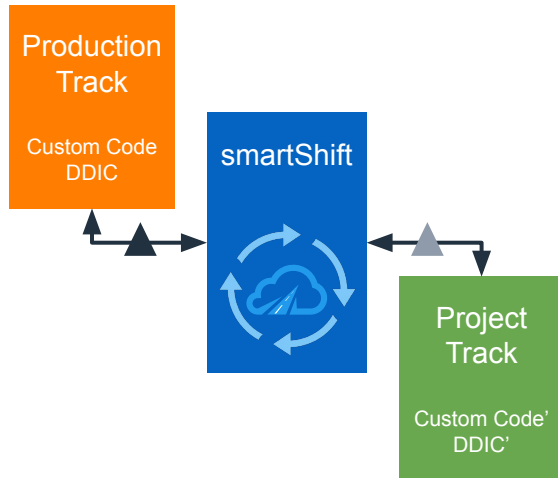 Production
Track
Custom Code
DDIC
smartShift
Project
Track
Custom Code'
DDIC'